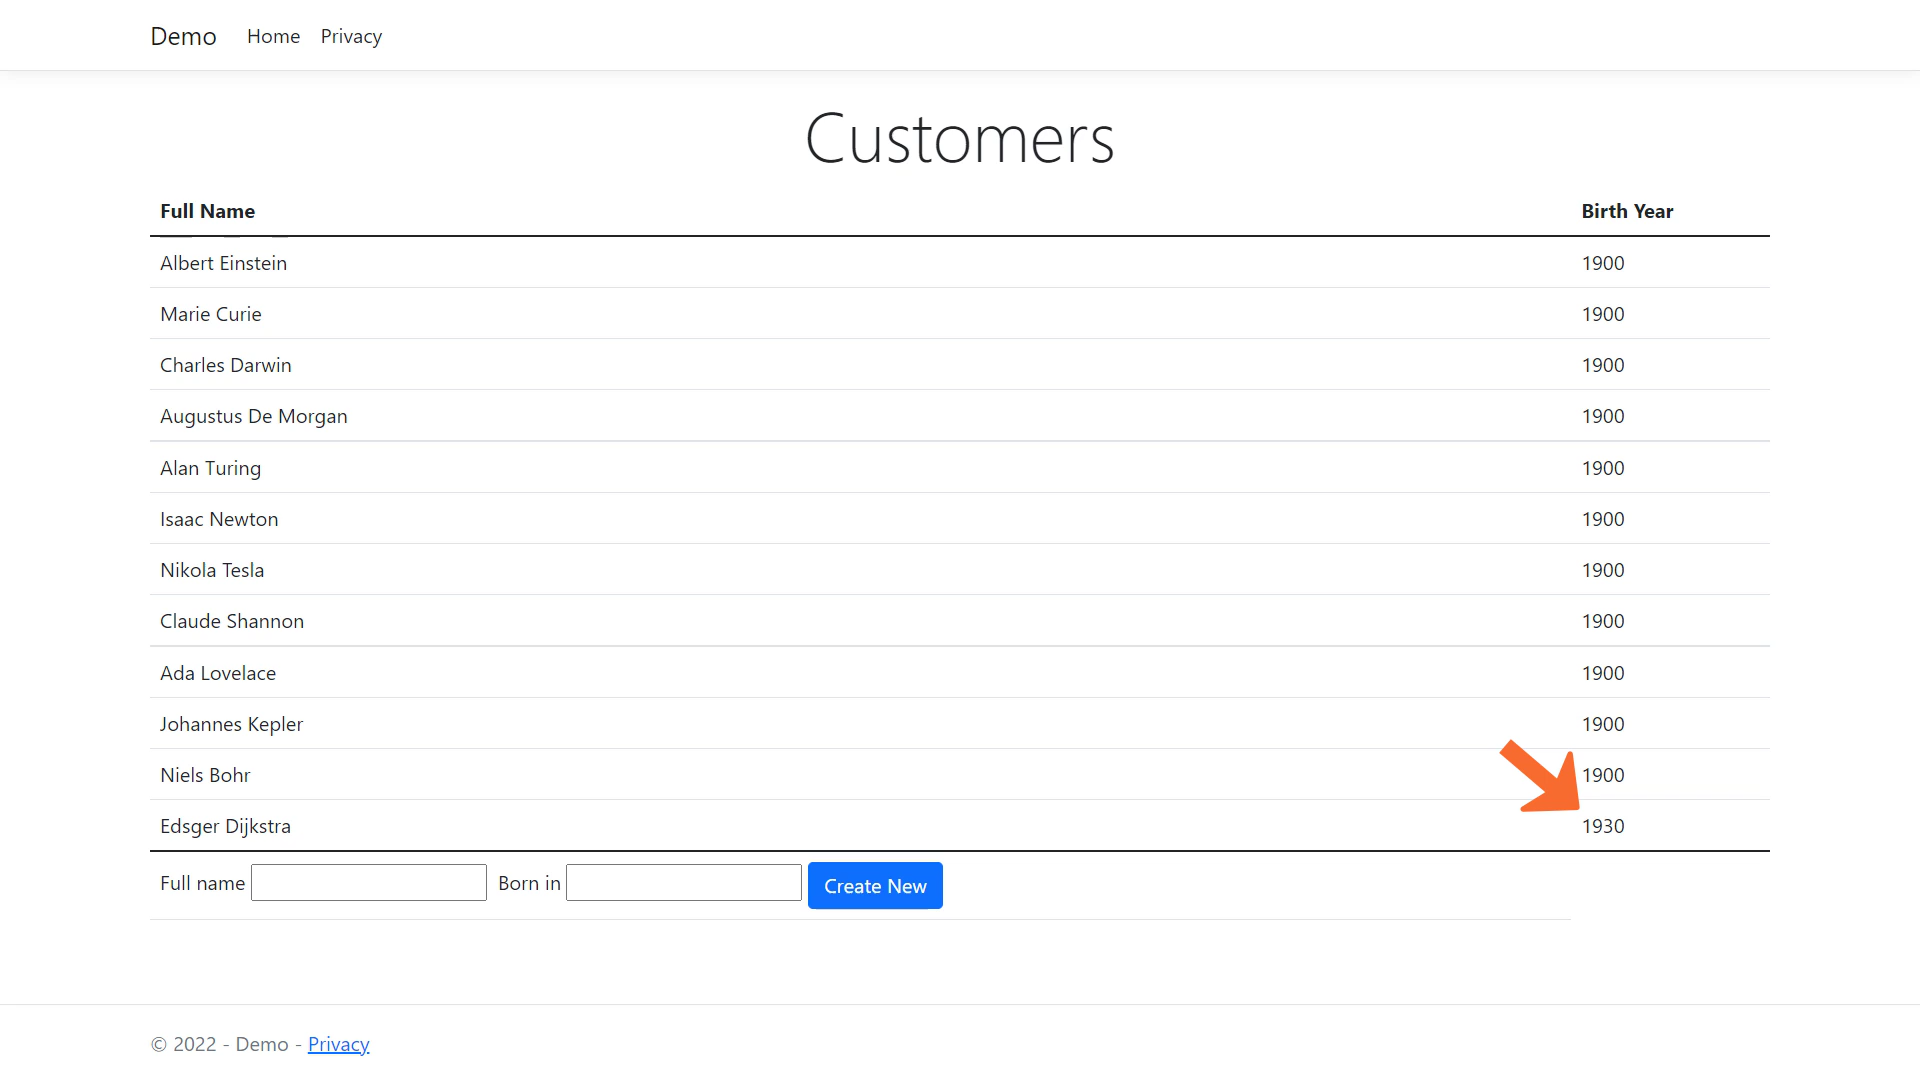 Demo Home Privacy
Customers
Full Name Birth Year
Albert Einstein 1900
Marie Curie 1900
Charles Darwin 1900
Augustus De Morgan 1900
Alan Turing 1900
Isaac Newton 1900
Nikola Tesla 1900
Claude Shannon 1900
Ada Lovelace 1900
Johannes Kepler 1900
Niels Bohr 1900
Edsger Dijkstra 1930
Full name Born in Create New
© 2022 - Demo - Privacy